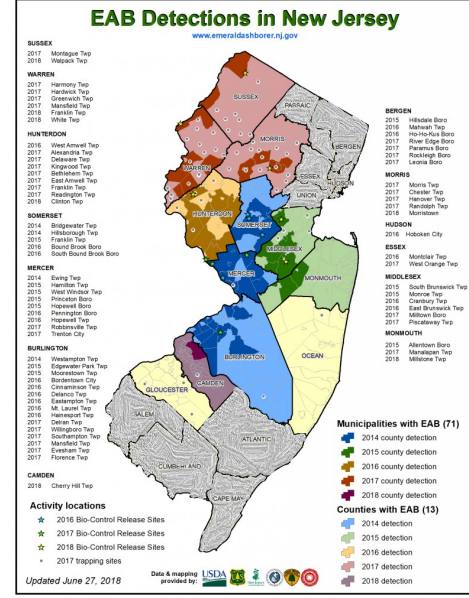 EAB Detections in New Jersey
www.emeraldashborer.nj.gov
SUSSEX
2017 Montague Twp
2018 Walpack Twp
WARREN
2017 Harmony Twp
2017 Hardwick Twp
2017 Greenwich Twp
2017 Mansfield Twp
2018 Franklin Twp
2018 White Twp
HUNTERDON
2016 West Amwell Twp
2017 Alexandria Twp
2017 Delaware Twp
2017 Kingwood Twp
2017 Bethlehem Twp
2017 East Amwell Twp
2017 Franklin Twp
2017 Readington Twp
2018 Clinton Twp
SOMERSET
2014 Bridgewater Twp
2014 Hillsborough Twp
2015 Franklin Twp
2016 Bound Brook Boro
2016 South Bound Brook Boro
MERCER
2014 Ewing Twp
2015 Hamilton Twp
2015 West Windsor Twp
2015 Princeton Boro
2015 Hopewell Boro
2016 Pennington Boro
2016 Hopewell Twp
2017 Robbinsville Twp
2017 Trenton City
BURLINGTON
2014 Westampton Twp
2015 Edgewater Park Twp
2015 Moorestown Twp
2016 Bordentown City
2016 Cinnaminson Twp
2016 Delanco Twp
2016 Eastampton Twp
2016 Mt. Laurel Twp
2016 Hainesport Twp
2017 Delran Twp
2017 Willingboro Twp
2017 Southampton Twp
2017 Mansfield Twp
2017 Evesham Twp
2017 Florence Twp
CAMDEN
2018 Cherry Hill Twp
SUSSEX
PASSAIC
BERGEN
MORRIS
WARREN
ESSEX
HUDSON
UNION
HUNTERDON
SOMERSET
MIDDLESEX
MERCER
MONMOUTH
BURLINGTON
OCEAN
CAMDEN
GLOUCESTER
SALEM
ATLANTIC
CUMBERLAND
CAPE MAY
BERGEN
2015 Hillsdale Boro
2016 Mahwah Twp
2016 Ho-Ho-Kus Boro
2017 River Edge Boro
2017 Paramus Boro
2017 Rockleigh Boro
2017 Leonia Boro
MORRIS
2017 Morris Twp
2017 Chester Twp
2017 Hanover Twp
2017 Randolph Twp
2018 Morristown
HUDSON
2016 Hoboken City
ESSEX
2016 Montclair Twp
2017 West Orange Twp
MIDDLESEX
2015 South Brunswick Twp
2015 Monroe Twp
2016 Cranbury Twp
2016 East Brunswick Twp
2017 Milltown Boro
2017 Piscataway Twp
MONMOUTH
2015 Allentown Boro
2017 Manalapan Twp
2018 Millstone Twp
Municipalities with EAB (71)
2014 county detection
2015 county detection
2016 county detection
2017 county detection
2018 county detection
Counties with EAB (13)
2014 detection
2015 detection
2016 detection
2017 detection
2018 detection
Activity locations
2016 Bio-Control Release Sites
2017 Bio-Control Release Sites
2018 Bio-Control Release Sites
2017 trapping sites
Updated June 27, 2018
Data & mapping
provided by:
USDA